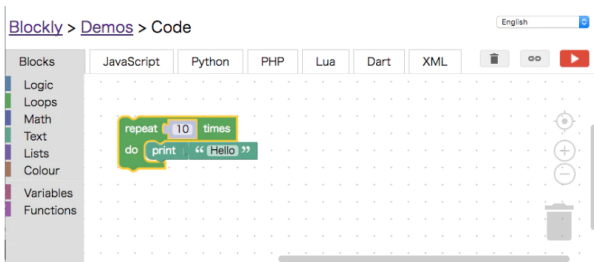 Blockly > Demos > Code
English
Blocks
JavaScript
Python
PHP
Lua
Dart
XML
Logic
Loops
Math
Text
Lists
Colour
Variables
Functions
repeat 10 times
do print “ Hello ”